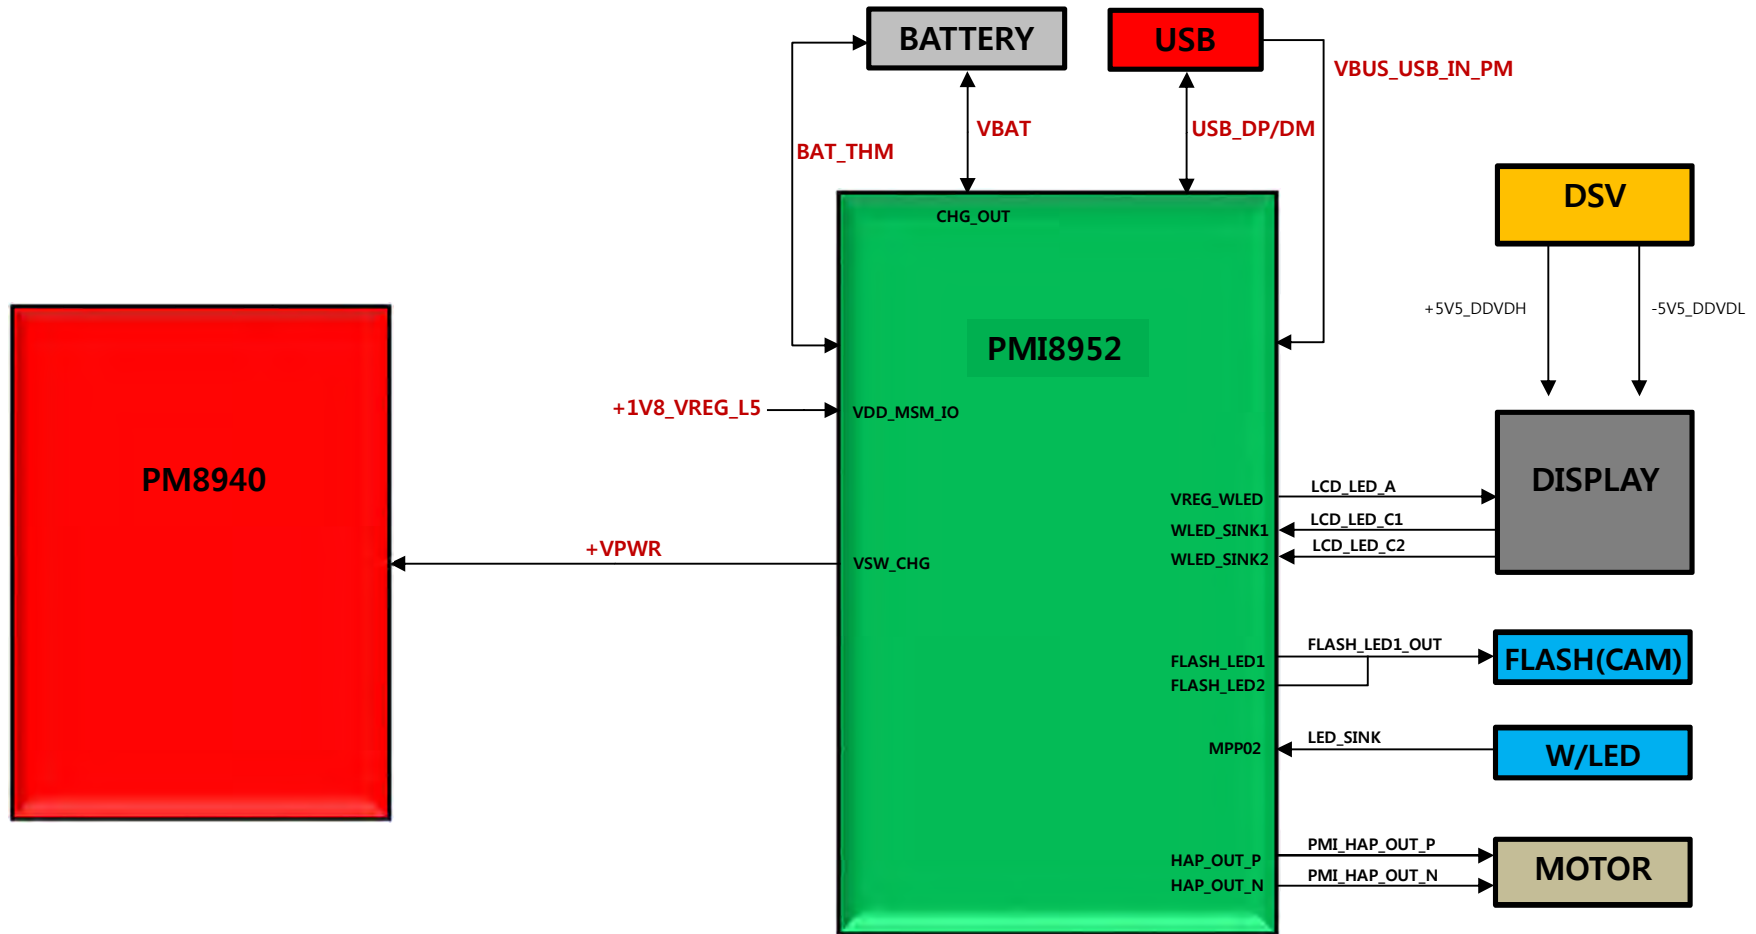 BATTERY
USB
VBUS_USB_IN_PM
VBAT
USB_DP/DM
BAT_THM
DSV
CHG_OUT
+5V5_DDVDH
-5V5_DDVDL
PMI8952
+1V8_VREG_L5
VDD_MSM_IO
PM8940
DISPLAY
VREG_WLED
LCD_LED_A
WLED_SINK1
LCD_LED_C1
WLED_SINK2
LCD_LED_C2
+VPWR
VSW_CHG
FLASH_LED1_OUT
FLASH_LED1
FLASH_LED2
FLASH(CAM)
MPP02
LED_SINK
W/LED
HAP_OUT_P
PMI_HAP_OUT_P
HAP_OUT_N
PMI_HAP_OUT_N
MOTOR